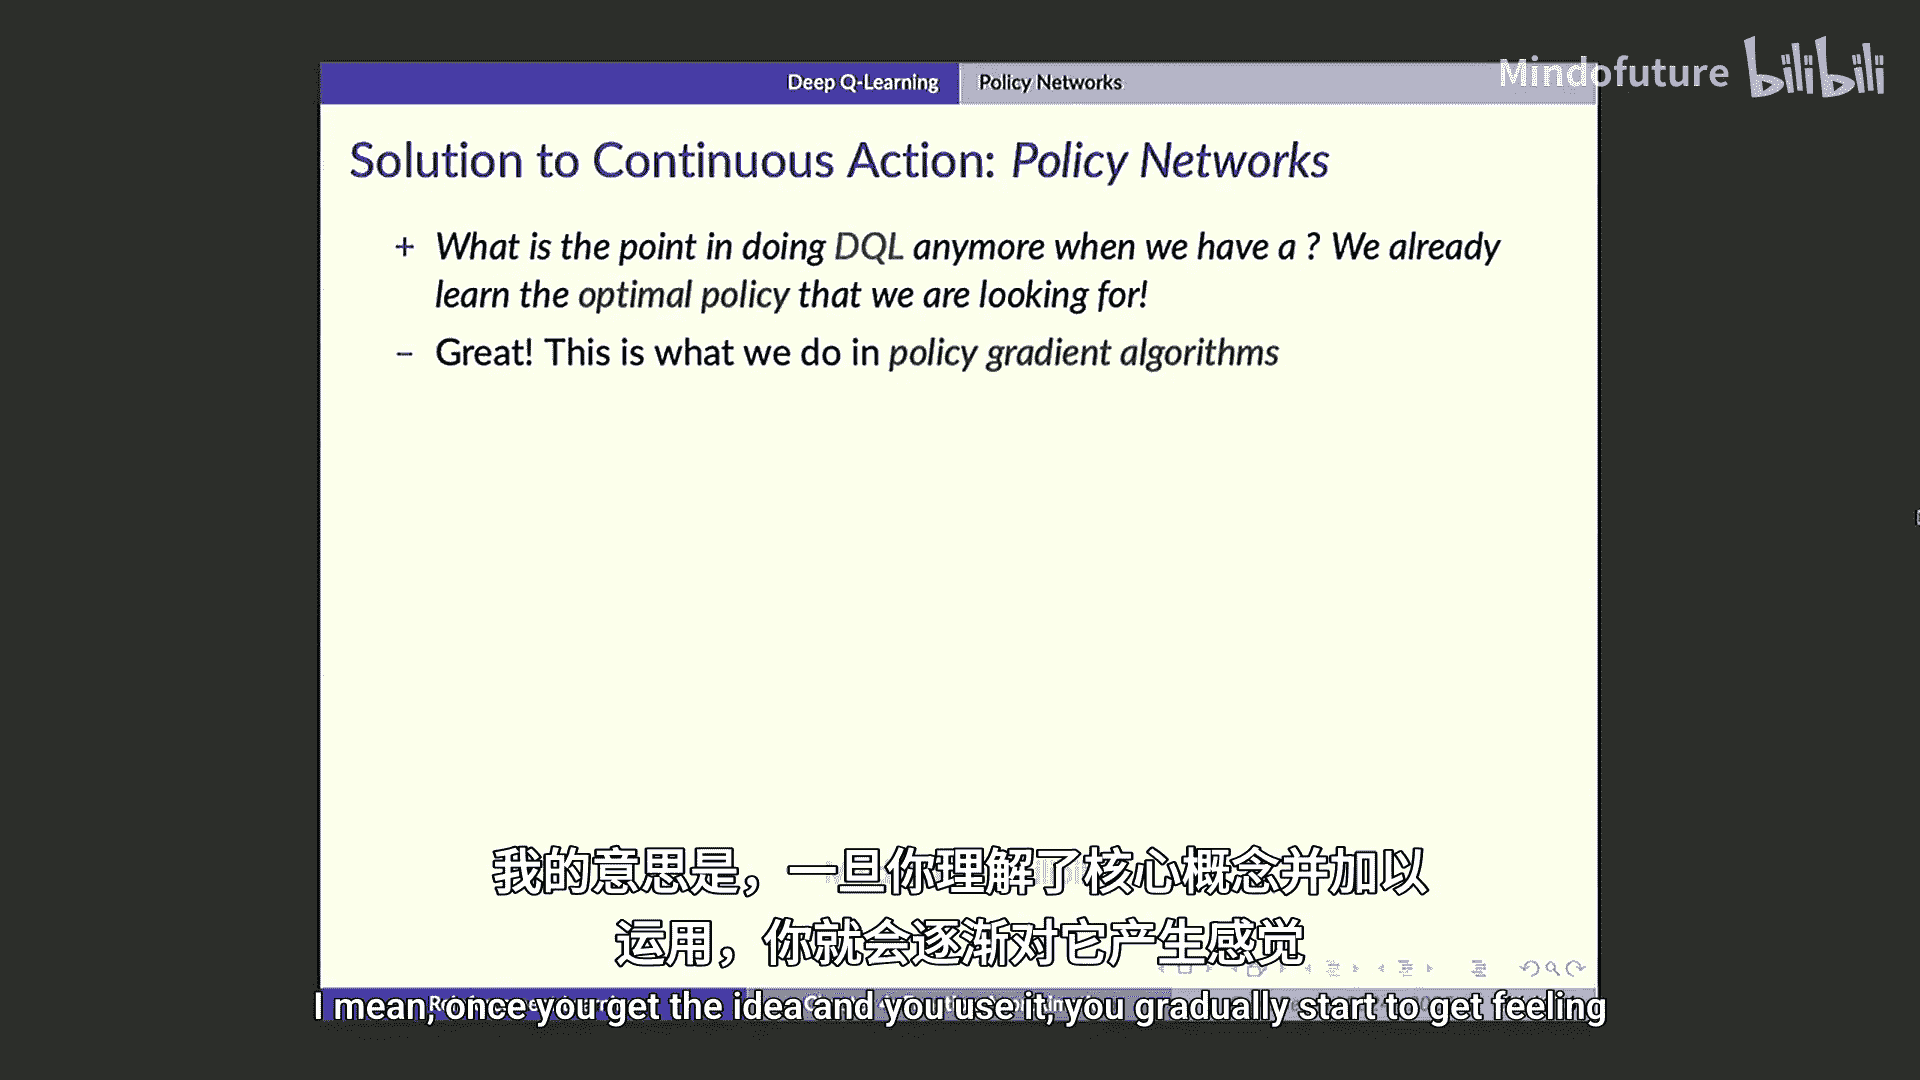 Mindofuture bilibili
Deep Q-Learning Policy Networks
Solution to Continuous Action: Policy Networks
+ What is the point in doing DQL anymore when we have a ? We already
learn the optimal policy that we are looking for!
– Great! This is what we do in policy gradient algorithms
我的意思是，一旦你理解了核心概念并加以
运用，你就会逐渐对它产生感觉
I mean, once you get the idea and you use it, you gradually start to get feeling